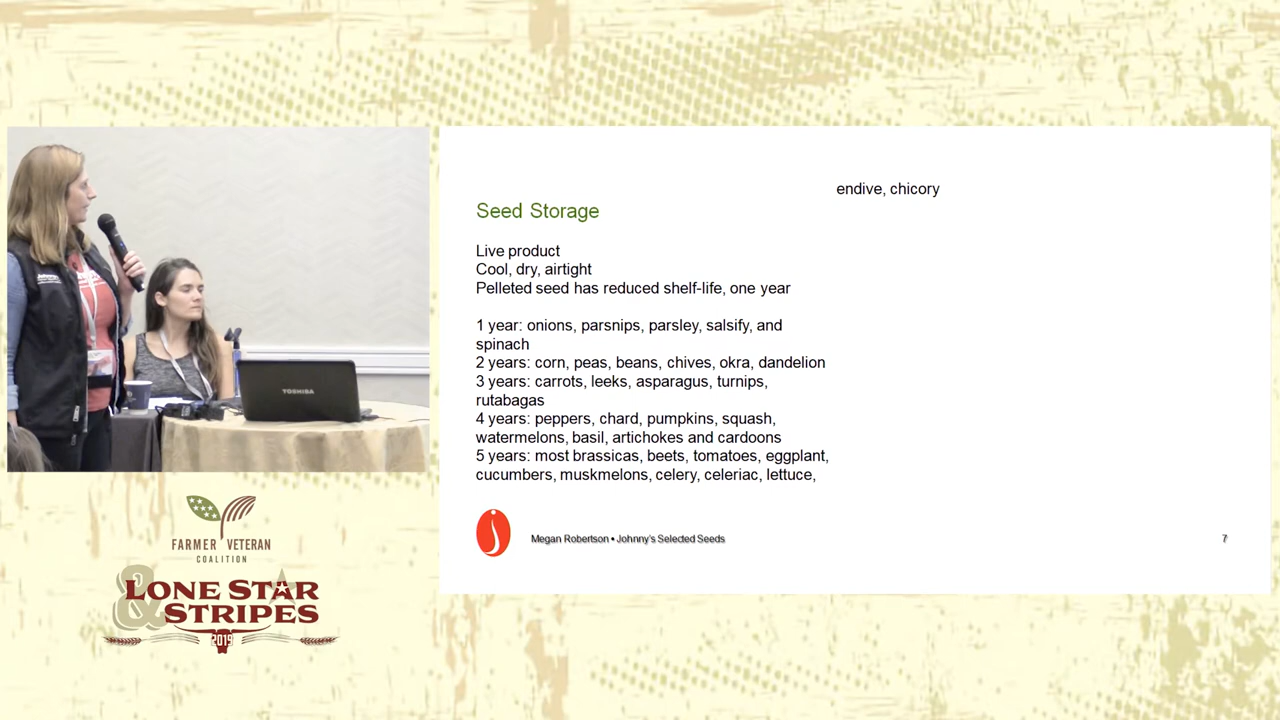 endive, chicory
Seed Storage
Live product
Cool, dry, airtight
Pelleted seed has reduced shelf-life, one year
1 year: onions, parsnips, parsley, salsify, and
spinach
2 years: corn, peas, beans, chives, okra, dandelion
3 years: carrots, leeks, asparagus, turnips,
rutabagas
4 years: peppers, chard, pumpkins, squash,
watermelons, basil, artichokes and cardoons
5 years: most brassicas, beets, tomatoes, eggplant,
cucumbers, muskmelons, celery, celeriac, lettuce,
Megan Robertson • Johnny's Selected Seeds
7
TOSHIBA
FARMER VETERAN
COALITION
&
LONE STAR
STRIPES
2019